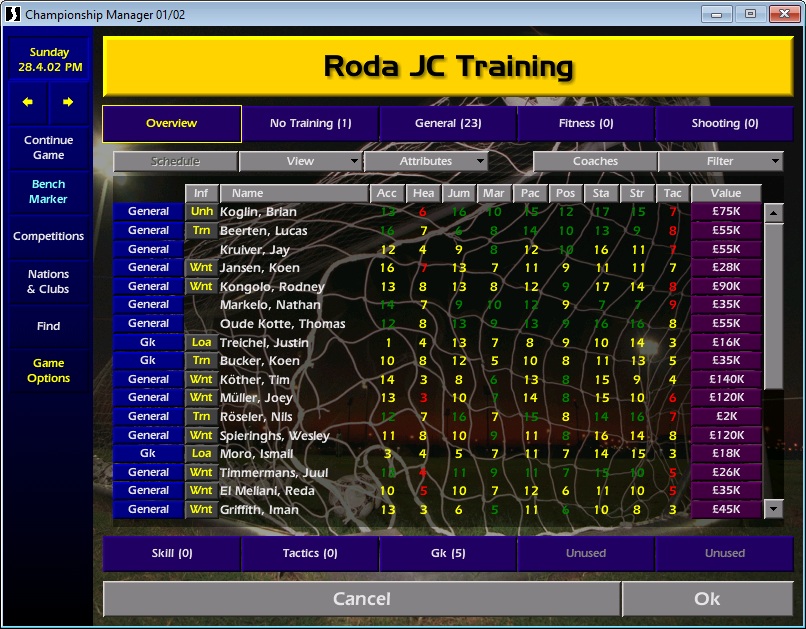 Championship Manager 01/02
Sunday
28.4.02 PM
Continue
Game
Bench
Marker
Competitions
Nations
& Clubs
Find
Game
Options
Roda JC Training
Overview No Training (1) General (23) Fitness (0) Shooting (0)
Schedule View Attributes Coaches Filter
Inf Name Acc Hea Jum Mar Pac Pos Sta Str Tac Value
General Unh Koglin, Brian 13 6 16 10 15 12 17 15 7 £75K
General Trn Beerten, Lucas 16 7 6 8 14 10 13 9 8 £55K
General Kruiver, Jay 12 4 9 8 12 10 16 11 7 £55K
General Wnt Jansen, Koen 16 7 13 7 11 9 11 11 7 £28K
General Wnt Kongolo, Rodney 13 8 13 8 12 9 17 14 8 £90K
General Markelo, Nathan 14 7 9 10 12 9 7 7 9 £35K
General Oude Kotte, Thomas 12 8 13 9 13 9 16 16 8 £55K
Gk Loa Treichel, Justin 1 4 13 7 8 9 10 14 3 £16K
Gk Trn Bucker, Koen 10 8 12 5 10 8 11 13 5 £35K
General Wnt Köther, Tim 14 3 8 6 13 8 15 9 4 £140K
General Wnt Müller, Joey 13 3 10 7 14 8 15 10 6 £120K
General Trn Röseler, Nils 12 7 16 7 15 8 14 16 7 £2K
General Wnt Spieringhs, Wesley 11 8 10 9 11 8 16 14 8 £120K
Gk Loa Moro, Ismail 3 4 5 7 11 7 14 15 3 £18K
General Wnt Timmermans, Juul 4 11 9 11 7 15 10 5 £26K
General Wnt El Meliani, Reda 10 5 10 7 12 6 11 10 5 £35K
General Wnt Griffith, Iman 13 3 6 5 11 6 10 8 3 £45K
Skill (0) Tactics (0) Gk (5) Unused Unused
Cancel Ok